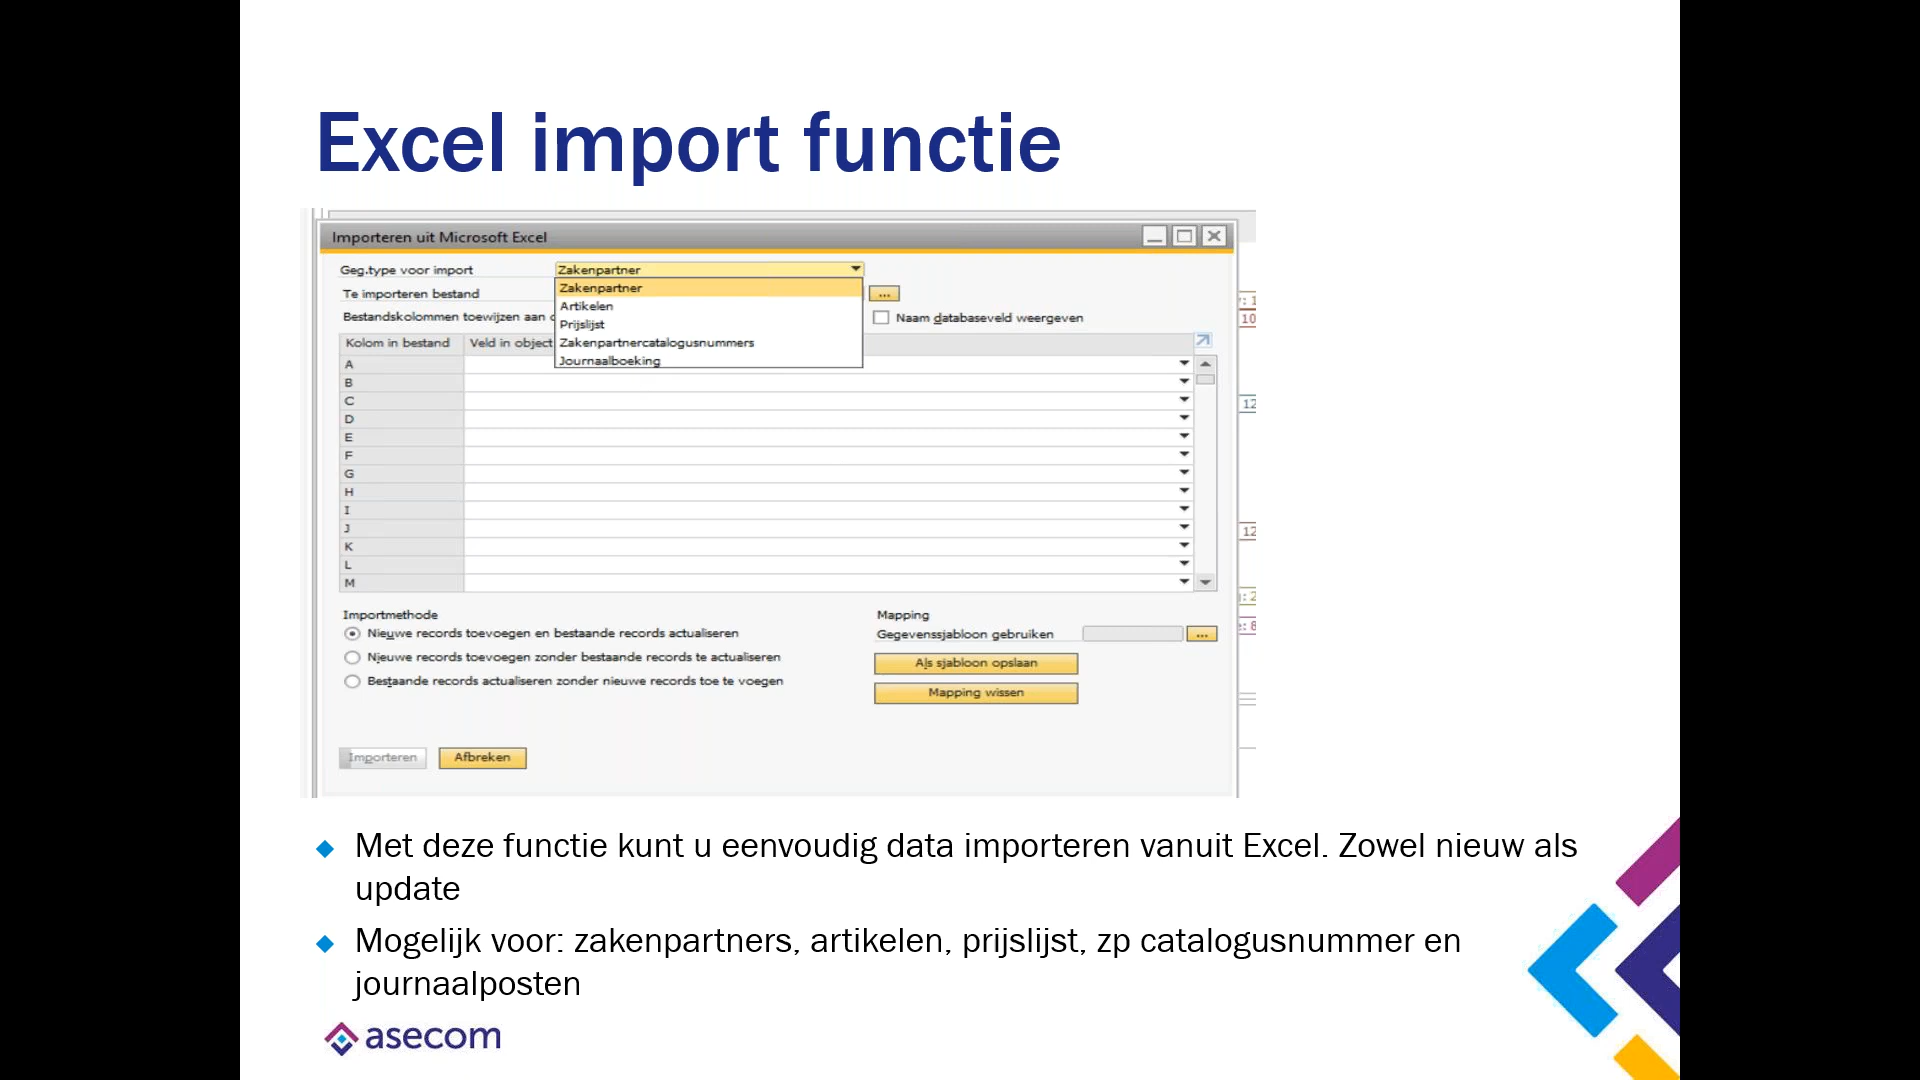 Excel import functie
Importeren uit Microsoft Excel
Geg.type voor import Zakenpartner
Zakenpartner
Te importeren bestand ...
Artikelen
Bestandskolommen toewijzen aan Naam databaseveld weergeven
Prijslijst
Kolom in bestand Veld in object Zakenpartnercatalogusnummers
Journaalboeking
A
B
C
D
E
F
G
H
I
J
K
L
M
Importmethode Mapping
Nieuwe records toevoegen en bestaande records actualiseren Gegevenssjabloon gebruiken ...
Nieuwe records toevoegen zonder bestaande records te actualiseren Als sjabloon opslaan
Bestaande records actualiseren zonder nieuwe records toe te voegen Mapping wissen
Importeren Afbreken
Met deze functie kunt u eenvoudig data importeren vanuit Excel. Zowel nieuw als
update
Mogelijk voor: zakenpartners, artikelen, prijslijst, zp catalogusnummer en
journaalposten
asecom